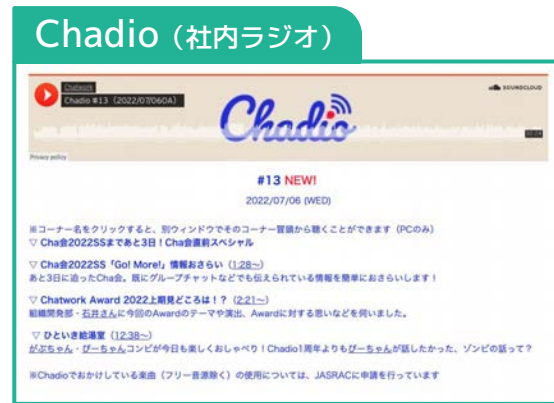 Chadio（社内ラジオ）
Chatwork
Chadio #13（2022/07/06OA）
SOUNDCLOUD
Chadio
Privacy policy
#13 NEW!
2022/07/06 (WED)
※コーナー名をクリックすると、別ウィンドウでそのコーナー冒頭から聴くことができます（PCのみ）
▽ Cha会2022SSまであと3日！Cha会直前スペシャル
▽ Cha会2022SS「Go! More!」情報おさらい（1:28〜）
あと3日に迫ったCha会。既にグループチャットなどでも伝えられている情報を簡単におさらいします！
▽ Chatwork Award 2022上期見どころは！？（2:21〜）
組織開発部・石井さんに今回のAwardのテーマや演出、Awardに対する思いなどを伺いました。
▽ ひといき給湯室（12:38〜）
がぶちゃん・ぴーちゃんコンビが今日も楽しくおしゃべり！Chadio1周年よりもぴーちゃんが話したかった、ゾンビの話って？
※Chadioでおかけしている楽曲（フリー音源除く）の使用については、JASRACに申請を行っています